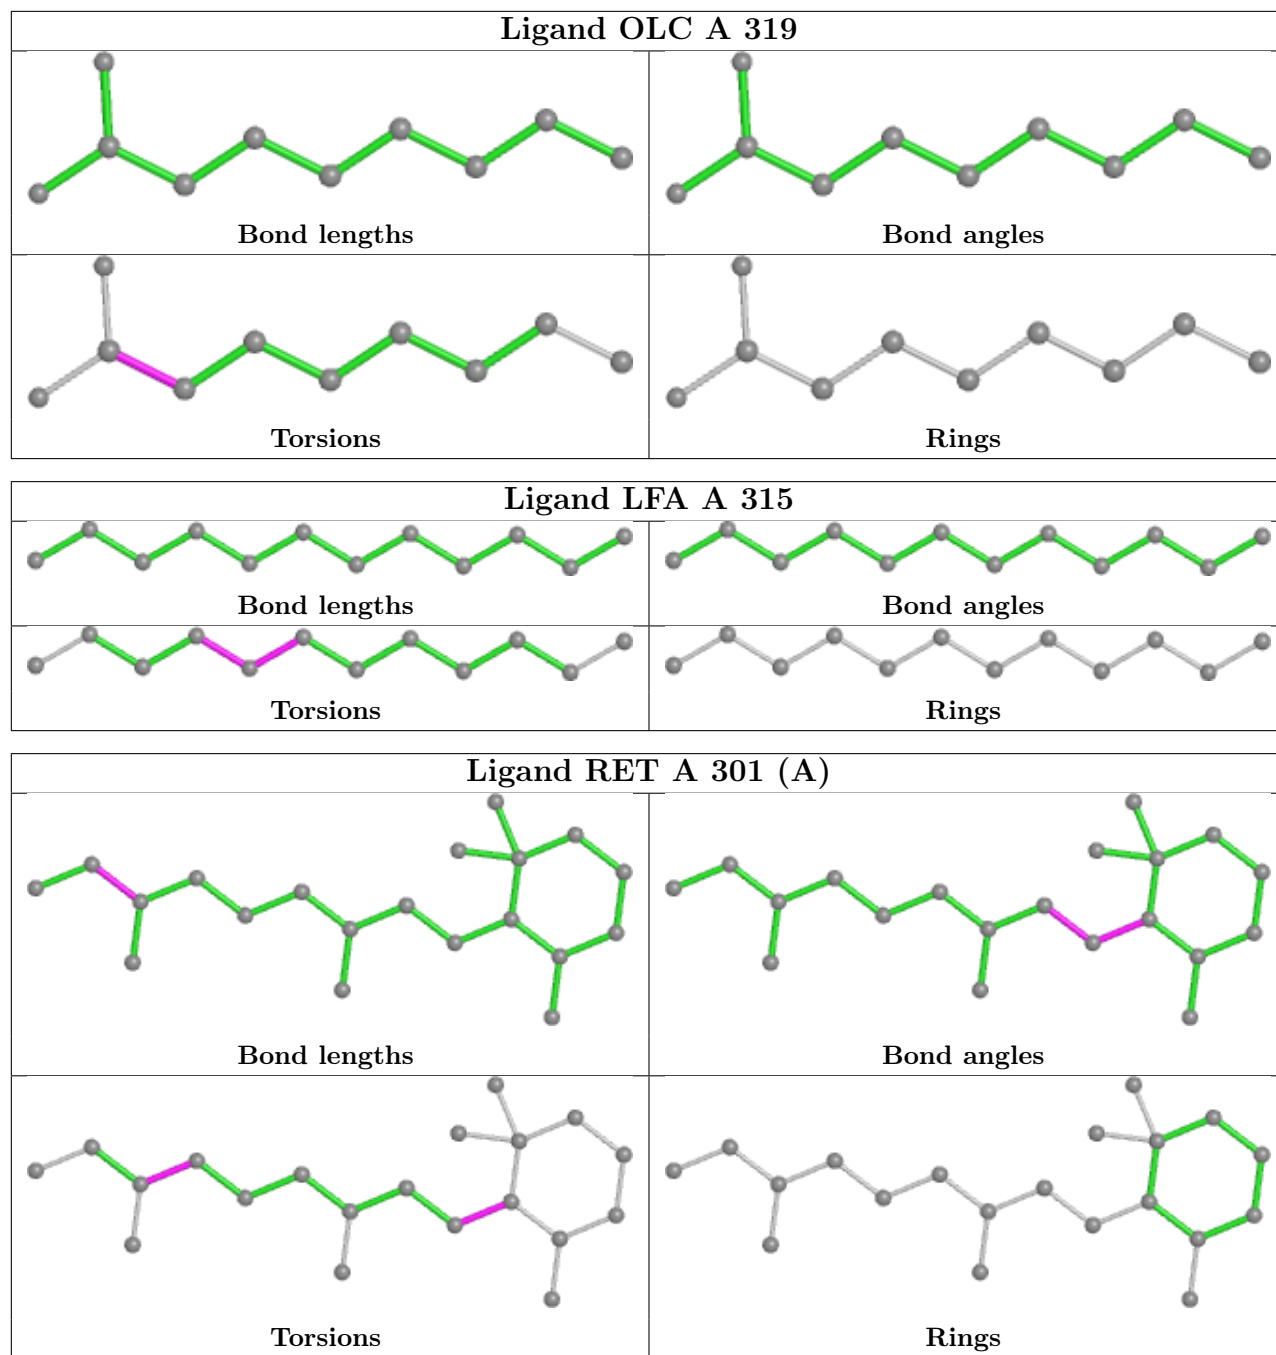 Ligand OLC A 319
Bond lengths
Bond angles
Torsions
Rings
Ligand LFA A 315
Bond lengths
Bond angles
Torsions
Rings
Ligand RET A 301 (A)
Bond lengths
Bond angles
Torsions
Rings